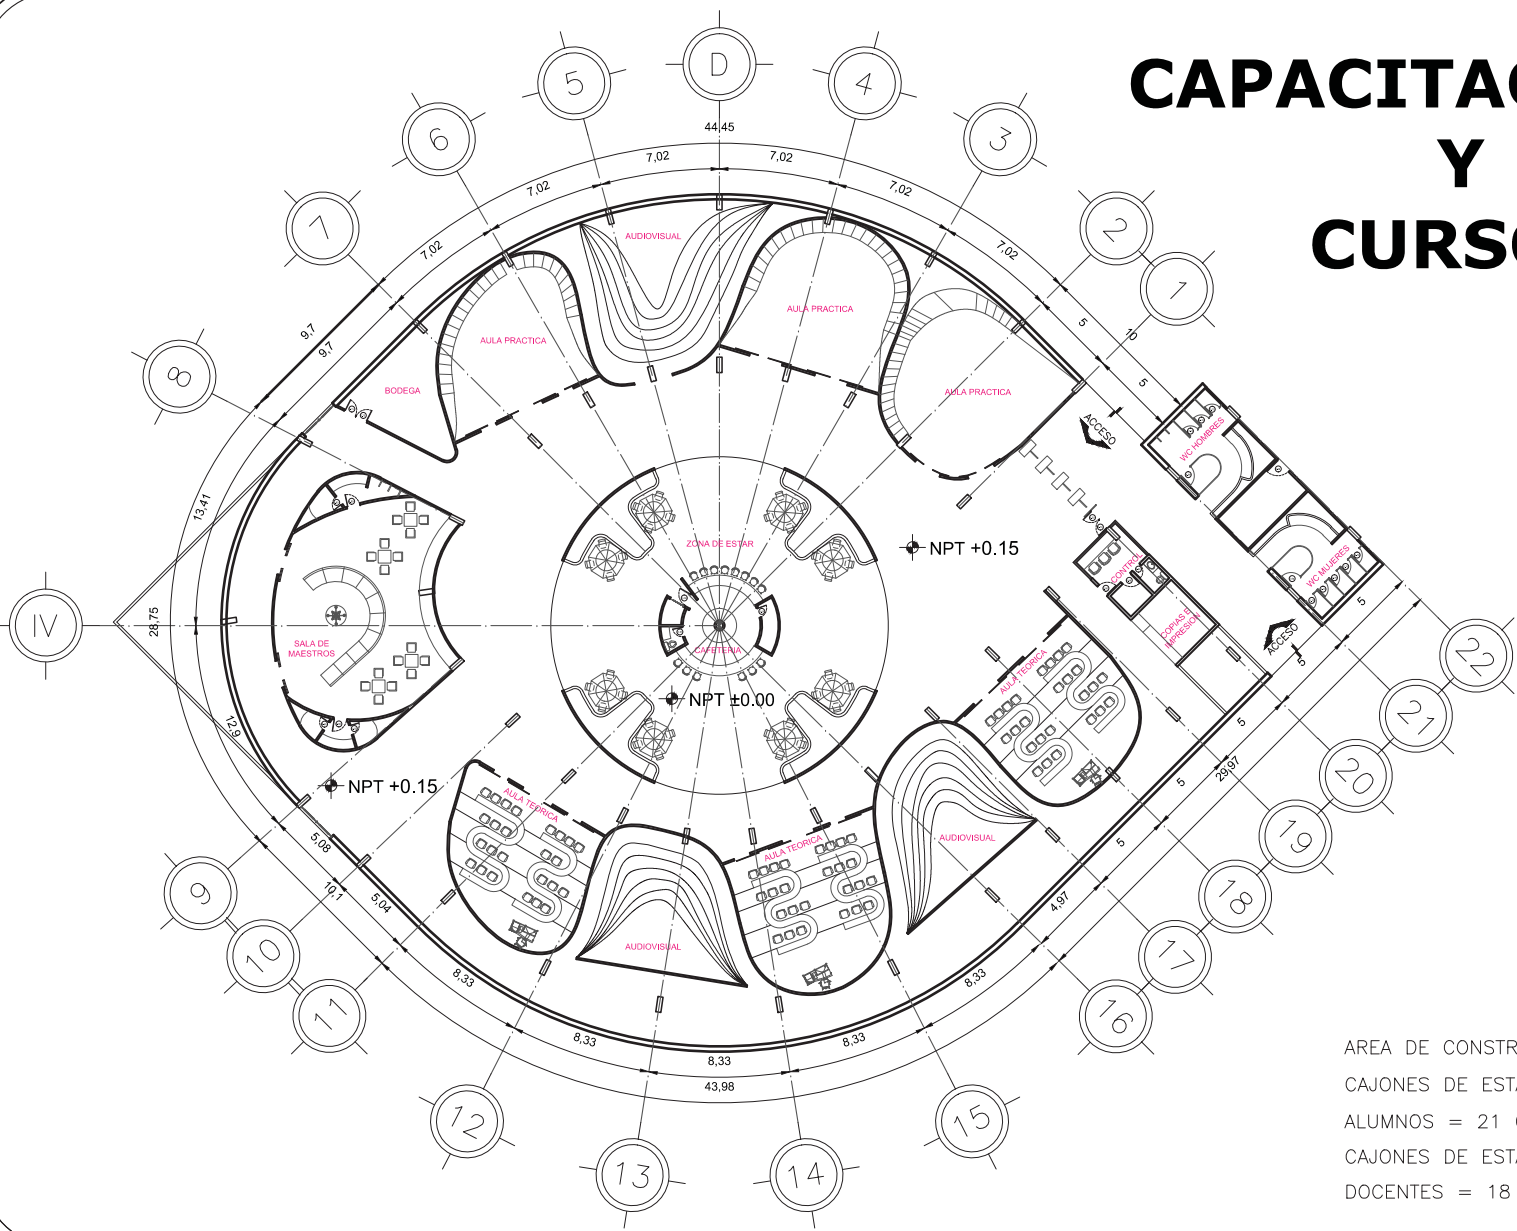 CAPACITAC
Y
CURSO
D
5
4
6
3
7
2
1
8
IV
9
10
11
12
13
14
15
16
17
18
19
20
21
22
44,45
7,02
7,02
7,02
7,02
7,02
7,02
9,7
9,7
5
10
5
13,41
28,75
12,9
5,08
10,1
5,04
8,33
8,33
8,33
43,98
8,33
8,33
4,97
5
5
29,97
5
5
5
AUDIOVISUAL
AULA PRACTICA
AULA PRACTICA
AULA PRACTICA
BODEGA
ACCESO
WC HOMBRES
WC MUJERES
ZONA DE ESTAR
NPT +0.15
CONTROL
COPIAS E
IMPRESION
ACCESO
SALA DE
MAESTROS
CAFETERIA
NPT ±0.00
AULA TEORICA
NPT +0.15
AULA TEORICA
AULA TEORICA
AUDIOVISUAL
AUDIOVISUAL
AREA DE CONSTR
CAJONES DE ESTA
ALUMNOS = 21
CAJONES DE ESTA
DOCENTES = 18